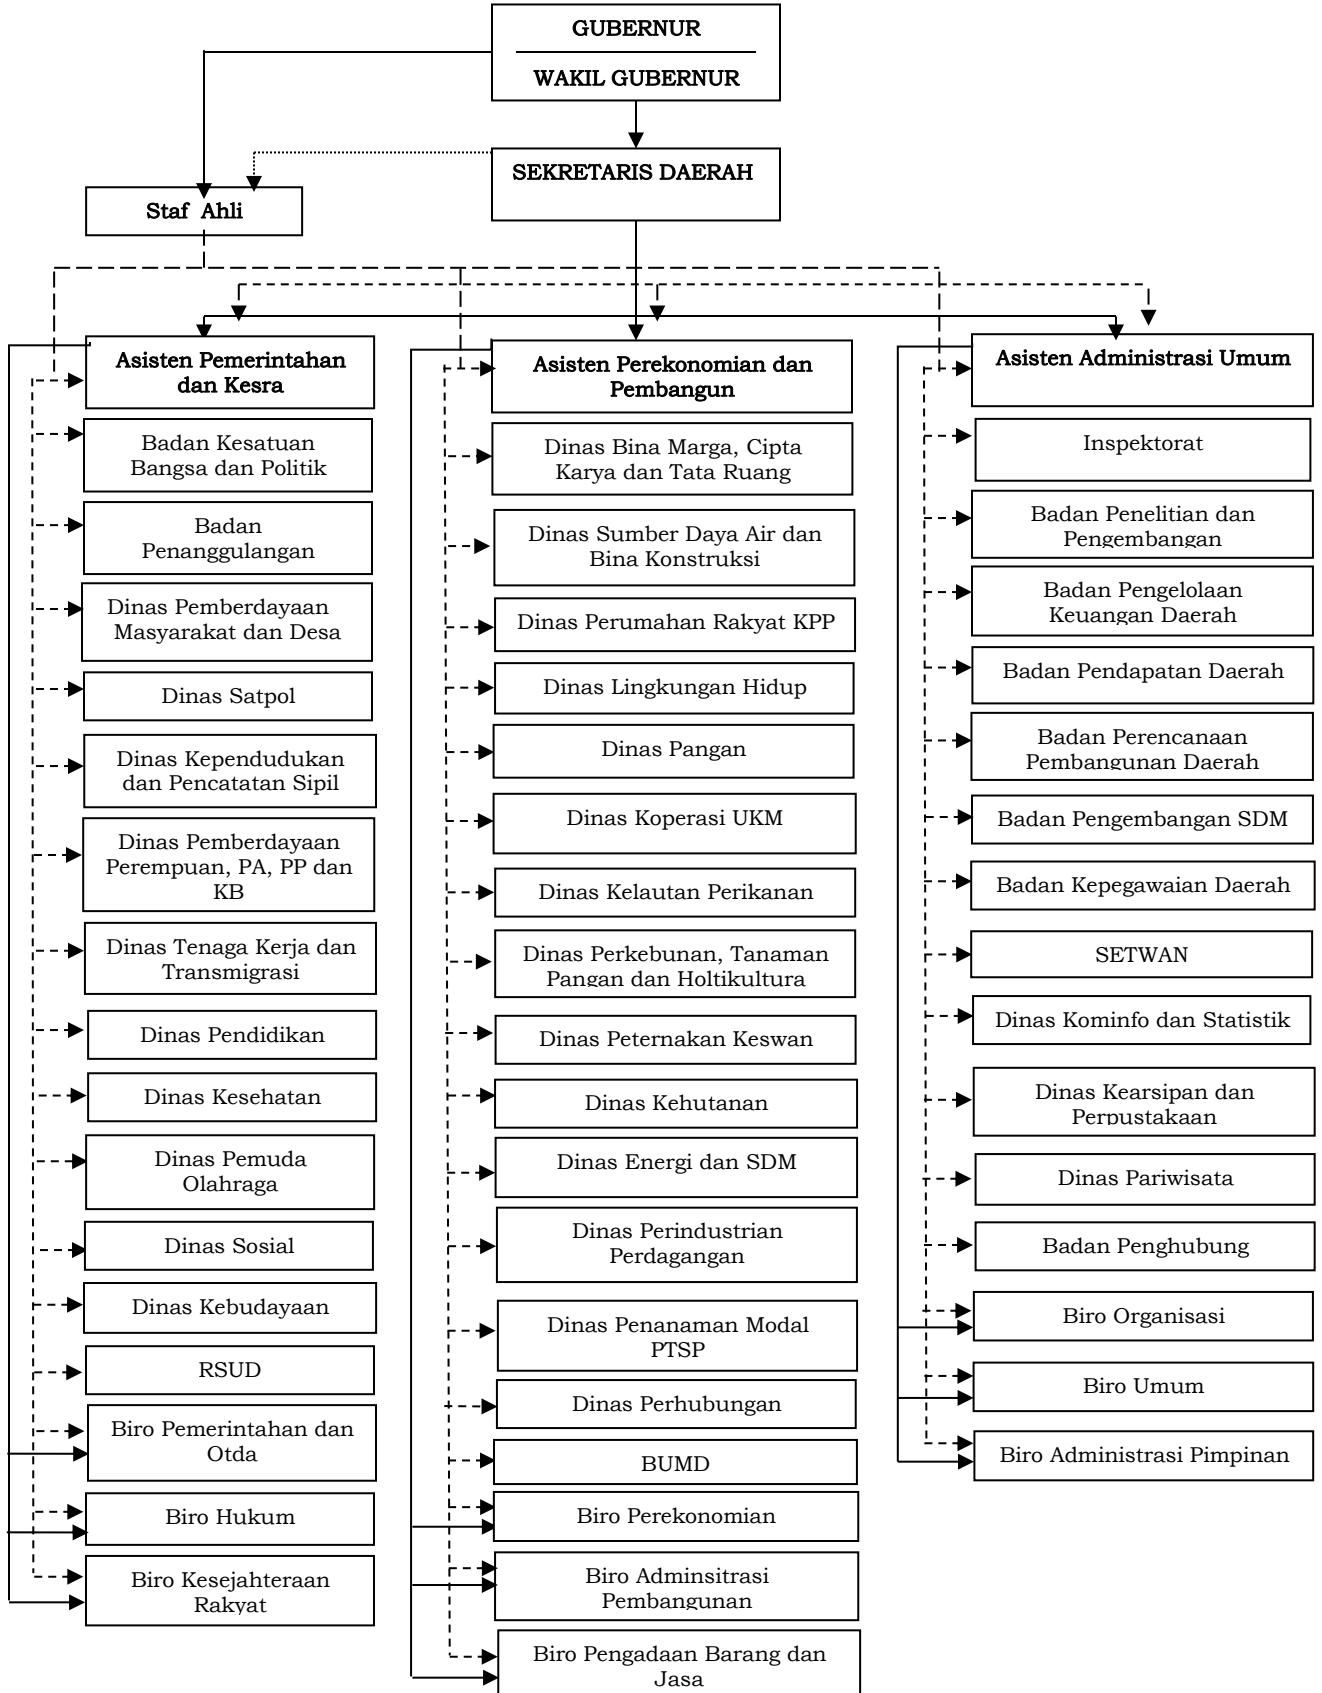 GUBERNUR
WAKIL GUBERNUR
SEKRETARIS DAERAH
Staf Ahli
Asisten Pemerintahan
dan Kesra
Badan Kesatuan
Bangsa dan Politik
Badan
Penanggulangan
Dinas Pemberdayaan
Masyarakat dan Desa
Dinas Satpol
Dinas Kependudukan
dan Pencatatan Sipil
Dinas Pemberdayaan
Perempuan, PA, PP dan
KB
Dinas Tenaga Kerja dan
Transmigrasi
Dinas Pendidikan
Dinas Kesehatan
Dinas Pemuda
Olahraga
Dinas Sosial
Dinas Kebudayaan
RSUD
Biro Pemerintahan dan
Otda
Biro Hukum
Biro Kesejahteraan
Rakyat
Asisten Perekonomian dan
Pembangun
Dinas Bina Marga, Cipta
Karya dan Tata Ruang
Dinas Sumber Daya Air dan
Bina Konstruksi
Dinas Perumahan Rakyat KPP
Dinas Lingkungan Hidup
Dinas Pangan
Dinas Koperasi UKM
Dinas Kelautan Perikanan
Dinas Perkebunan, Tanaman
Pangan dan Holtikultura
Dinas Peternakan Keswan
Dinas Kehutanan
Dinas Energi dan SDM
Dinas Perindustrian
Perdagangan
Dinas Penanaman Modal
PTSP
Dinas Perhubungan
BUMD
Biro Perekonomian
Biro Adminsitrasi
Pembangunan
Biro Pengadaan Barang dan
Jasa
Asisten Administrasi Umum
Inspektorat
Badan Penelitian dan
Pengembangan
Badan Pengelolaan
Keuangan Daerah
Badan Pendapatan Daerah
Badan Perencanaan
Pembangunan Daerah
Badan Pengembangan SDM
Badan Kepegawaian Daerah
SETWAN
Dinas Kominfo dan Statistik
Dinas Kearsipan dan
Perpustakaan
Dinas Pariwisata
Badan Penghubung
Biro Organisasi
Biro Umum
Biro Administrasi Pimpinan